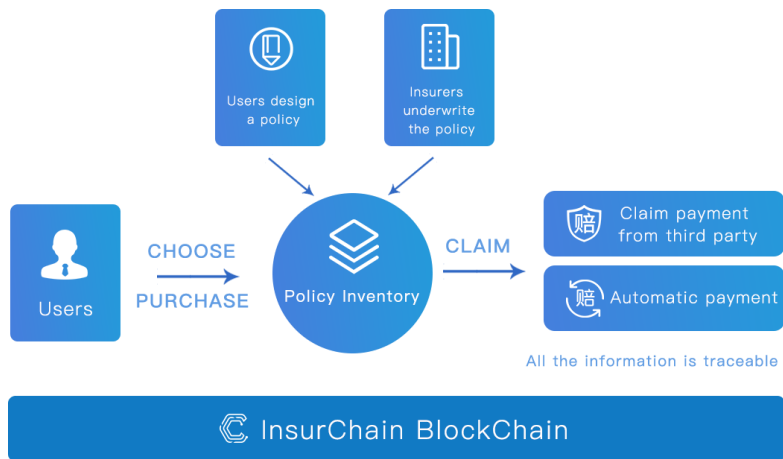 Users design
a policy
Insurers
underwrite
the policy
Users
CHOOSE
PURCHASE
Policy Inventory
CLAIM
赔
Claim payment
from third party
赔
Automatic payment
All the information is traceable
InsurChain BlockChain